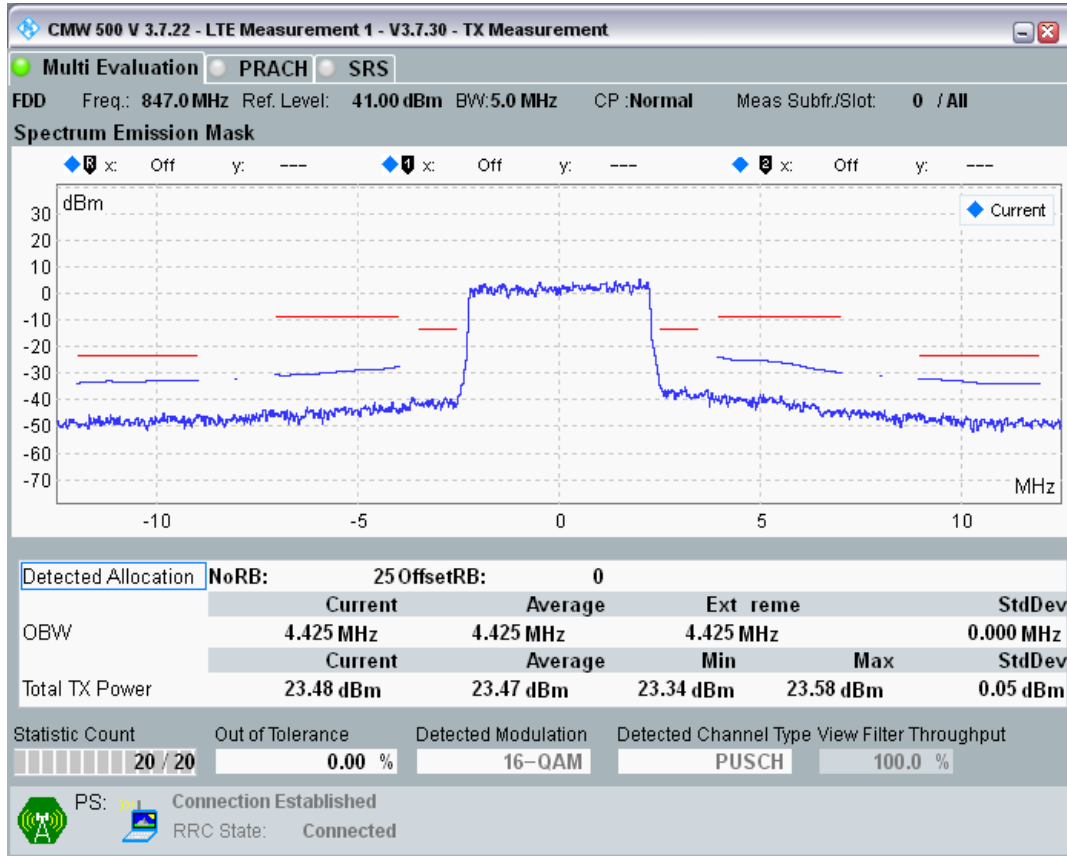 CMW 500 V 3.7.22 - LTE Measurement 1 - V3.7.30 - TX Measurement
Multi Evaluation PRACH SRS
FDD Freq.: 847.0 MHz Ref. Level: 41.00 dBm BW: 5.0 MHz CP : Normal Meas Subfr./Slot: 0 / All
Spectrum Emission Mask
R x: Off y: --- 1 x: Off y: --- 2 x: Off y: ---
dBm
Current
30
20
10
0
-10
-20
-30
-40
-50
-60
-70
MHz
-10 -5 0 5 10
Detected Allocation NoRB: 25 OffsetRB: 0
Current Average Ext reme StdDev
OBW 4.425 MHz 4.425 MHz 4.425 MHz 0.000 MHz
Current Average Min Max StdDev
Total TX Power 23.48 dBm 23.47 dBm 23.34 dBm 23.58 dBm 0.05 dBm
Statistic Count Out of Tolerance Detected Modulation Detected Channel Type View Filter Throughput
20 / 20 0.00 % 16-QAM PUSCH 100.0 %
PS: Connection Established
RRC State: Connected